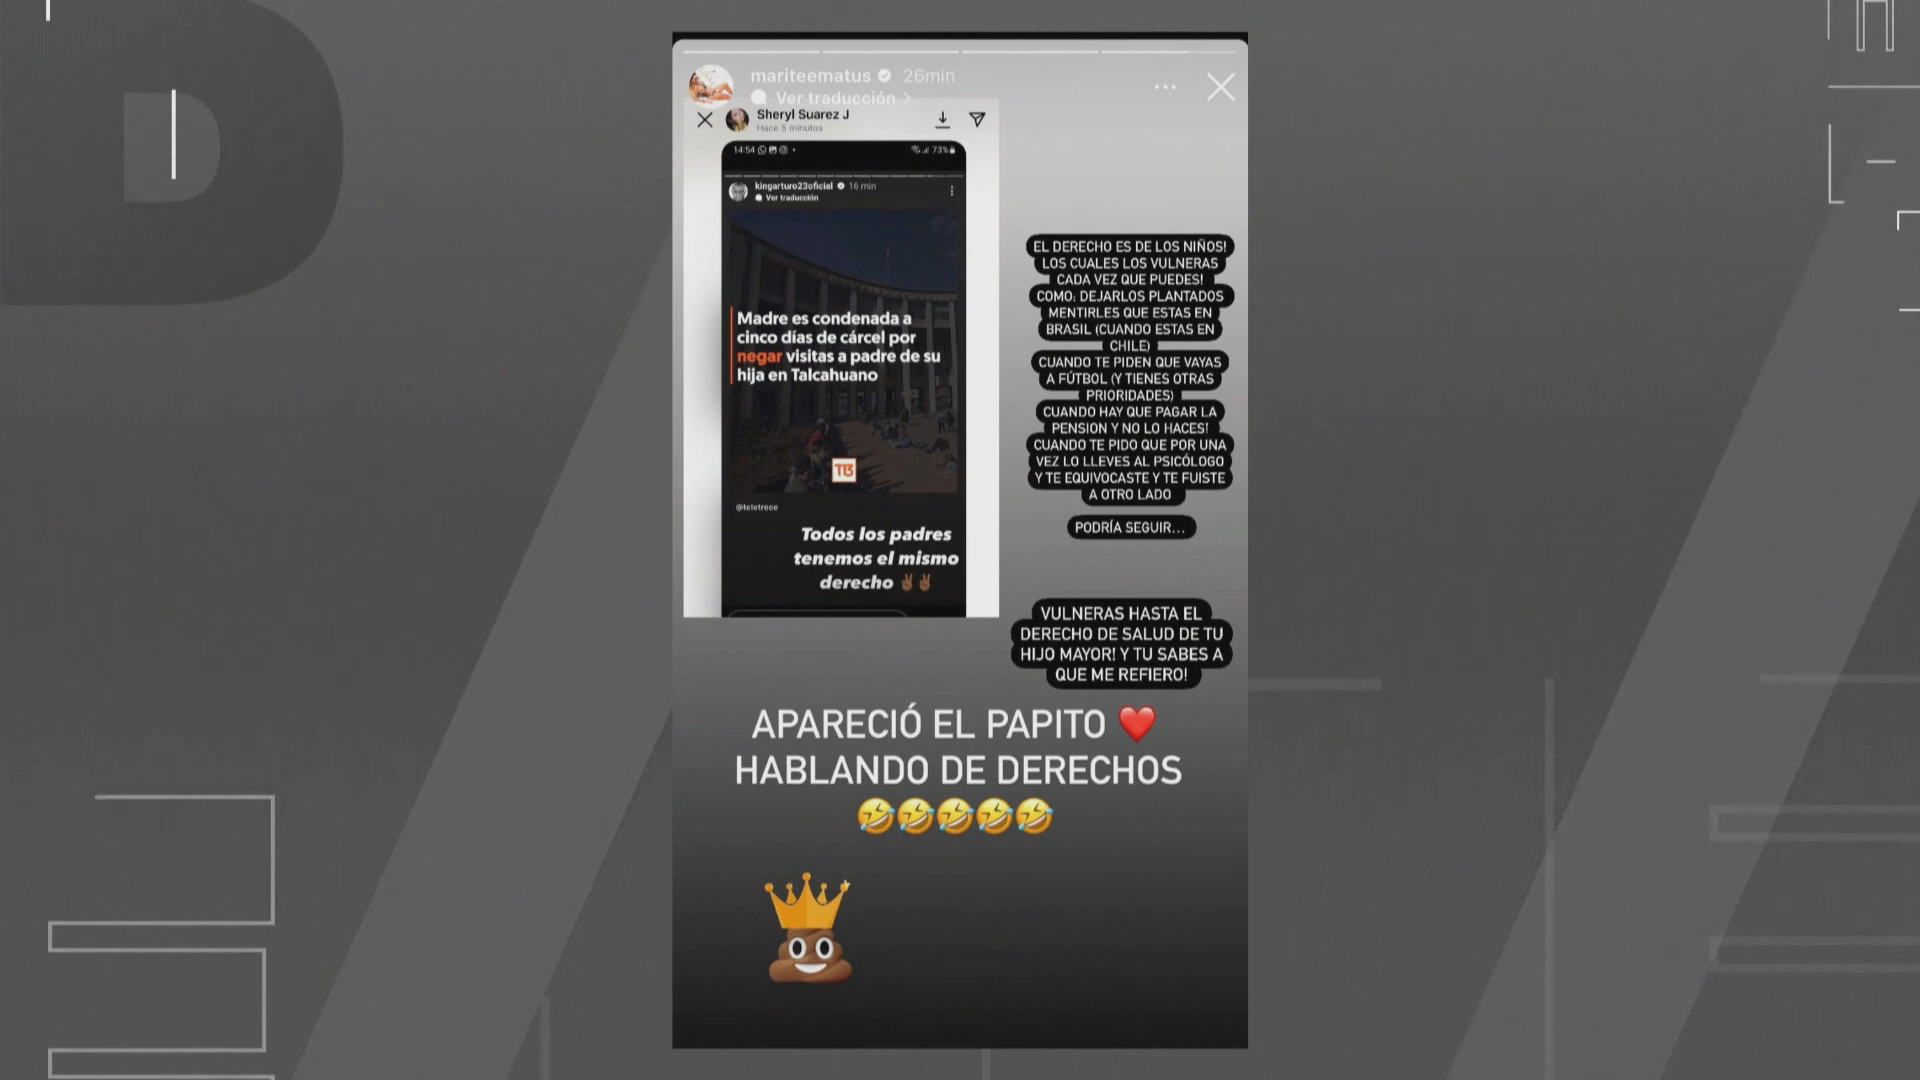 mariteematus 26min
Ver traducción >
Sheryl Suarez J
Hace 5 minutos
14:54 73%
kingarturo23oficial 16 min
Ver traducción
Madre es condenada a
cinco días de cárcel por
negar visitas a padre de su
hija en Talcahuano
T13
@teletrece
Todos los padres
tenemos el mismo
derecho ✌🏾✌🏾
EL DERECHO ES DE LOS NIÑOS!
LOS CUALES LOS VULNERAS
CADA VEZ QUE PUEDES!
COMO: DEJARLOS PLANTADOS
MENTIRLES QUE ESTAS EN
BRASIL (CUANDO ESTAS EN
CHILE)
CUANDO TE PIDEN QUE VAYAS
A FÚTBOL (Y TIENES OTRAS
PRIORIDADES)
CUANDO HAY QUE PAGAR LA
PENSION Y NO LO HACES!
CUANDO TE PIDO QUE POR UNA
VEZ LO LLEVES AL PSICÓLOGO
Y TE EQUIVOCASTE Y TE FUISTE
A OTRO LADO
PODRÍA SEGUIR...
VULNERAS HASTA EL
DERECHO DE SALUD DE TU
HIJO MAYOR! Y TU SABES A
QUE ME REFIERO!
APARECIÓ EL PAPITO ❤️
HABLANDO DE DERECHOS
🤣🤣🤣🤣🤣